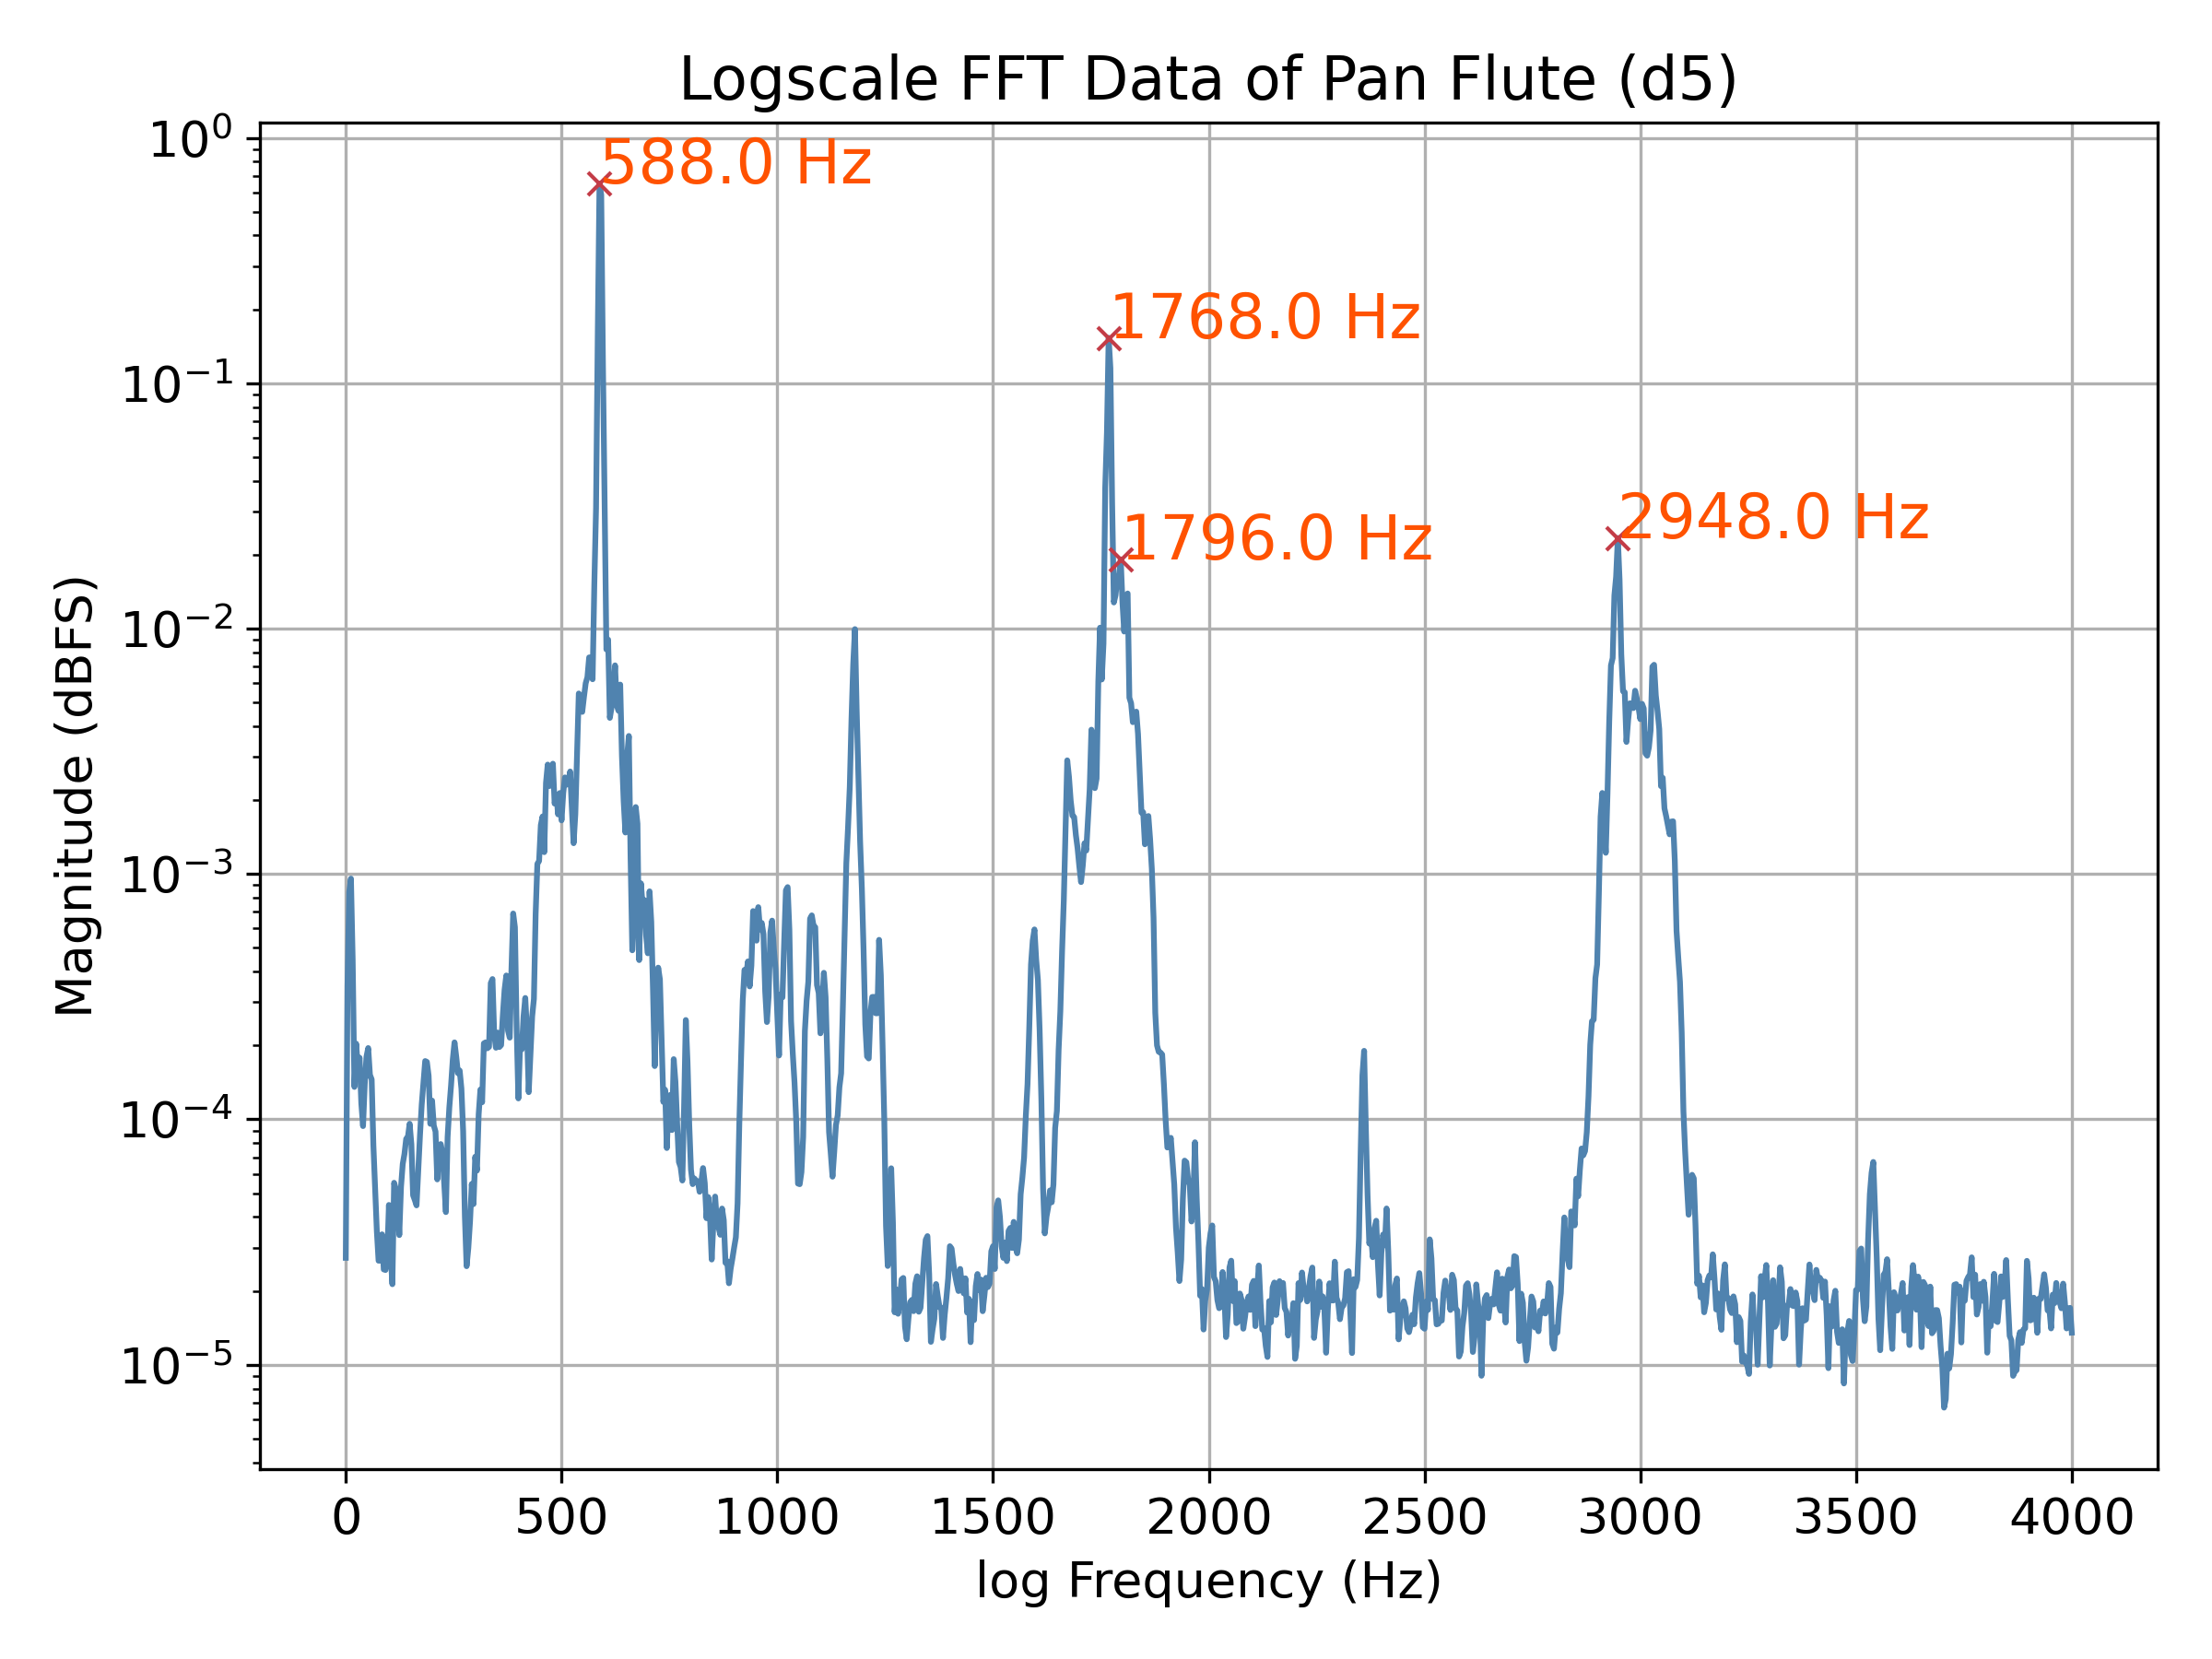 Logscale FFT Data of Pan Flute (d5)
10⁰
588.0 Hz
1768.0 Hz
10⁻¹
1796.0 Hz
2948.0 Hz
10⁻²
Magnitude (dBFS)
10⁻³
10⁻⁴
10⁻⁵
0 500 1000 1500 2000 2500 3000 3500 4000
log Frequency (Hz)